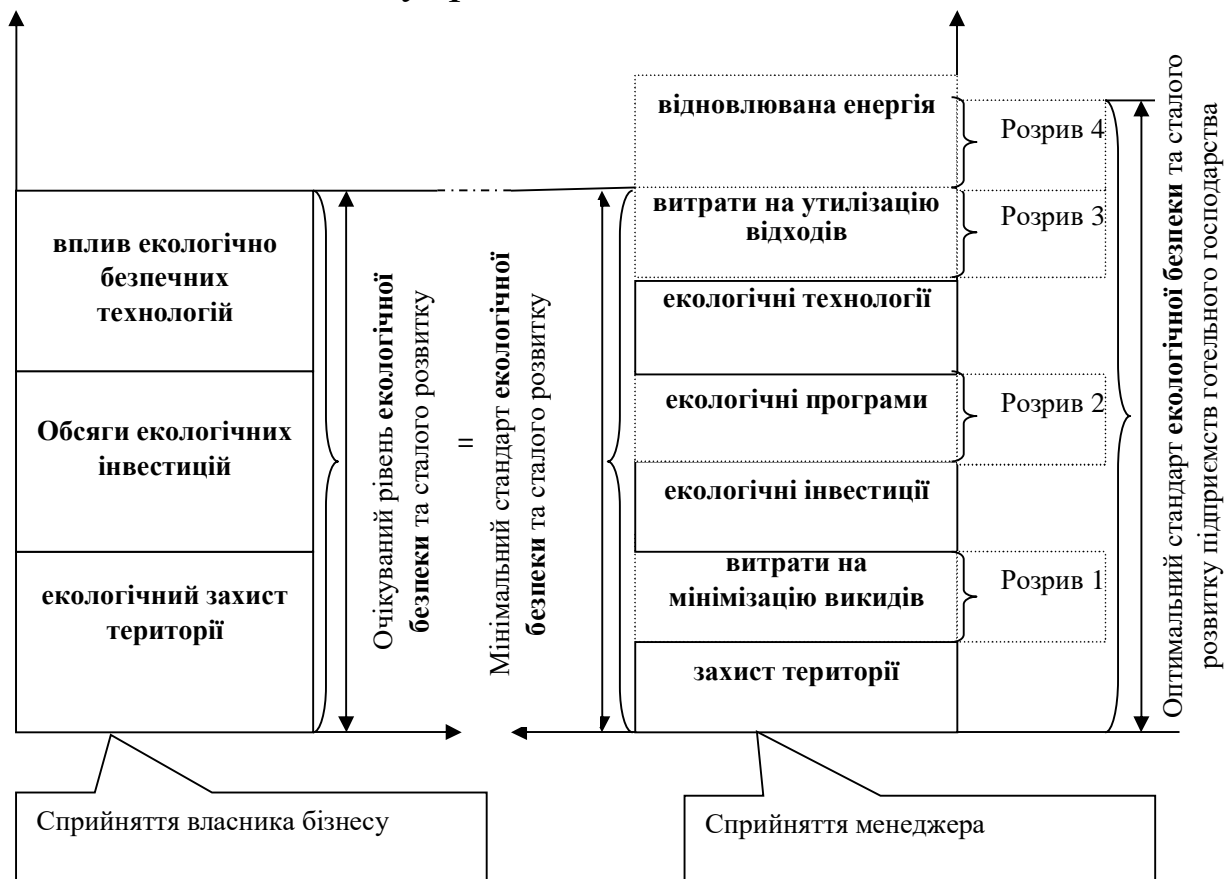 відновлювана енергія
Розрив 4
витрати на утилізацію
відходів
Розрив 3
вплив екологічно
безпечних
технологій
екологічні технології
екологічні програми
Розрив 2
Обсяги екологічних
інвестицій
екологічні інвестиції
витрати на
мінімізацію викидів
Розрив 1
екологічний захист
території
захист території
Очікуваний рівень екологічної
безпеки та сталого розвитку
=
Мінімальний стандарт екологічної
безпеки та сталого розвитку
Оптимальний стандарт екологічної безпеки та сталого
розвитку підприємств готельного господарства
Сприйняття власника бізнесу
Сприйняття менеджера